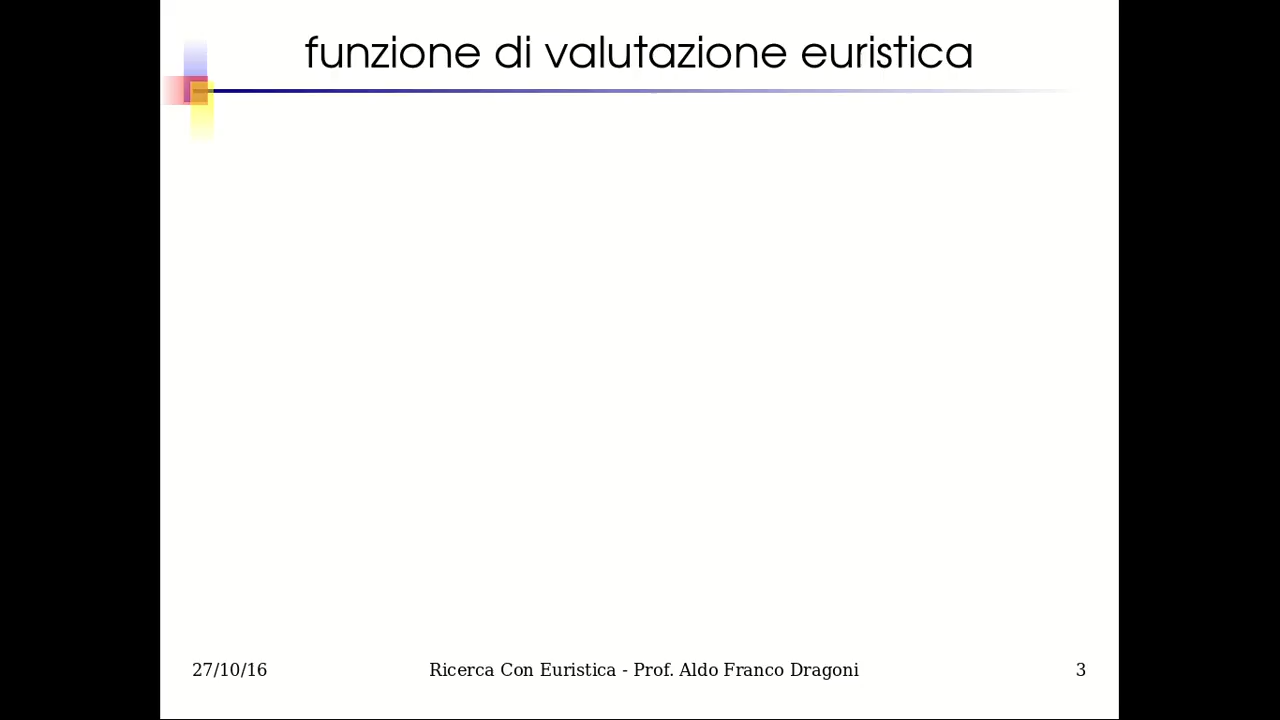 funzione di valutazione euristica
27/10/16
Ricerca Con Euristica - Prof. Aldo Franco Dragoni
3